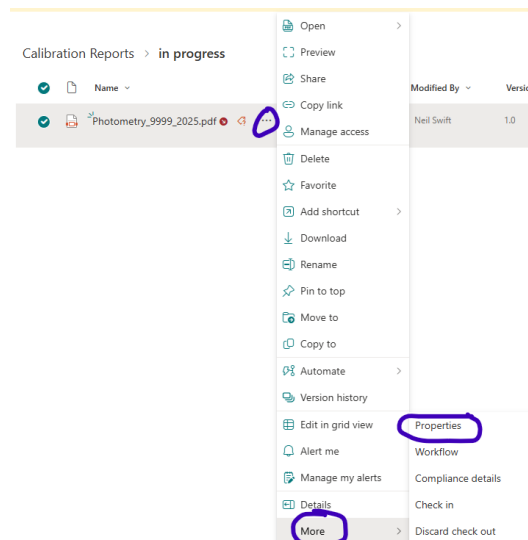 Calibration Reports > in progress
Name
Modified By
Versi
Photometry_9999_2025.pdf
Neil Swift
1.0
Open
Preview
Share
Copy link
Manage access
Delete
Favorite
Add shortcut
Download
Rename
Pin to top
Move to
Copy to
Automate
Version history
Edit in grid view
Alert me
Manage my alerts
Details
More
Properties
Workflow
Compliance details
Check in
Discard check out